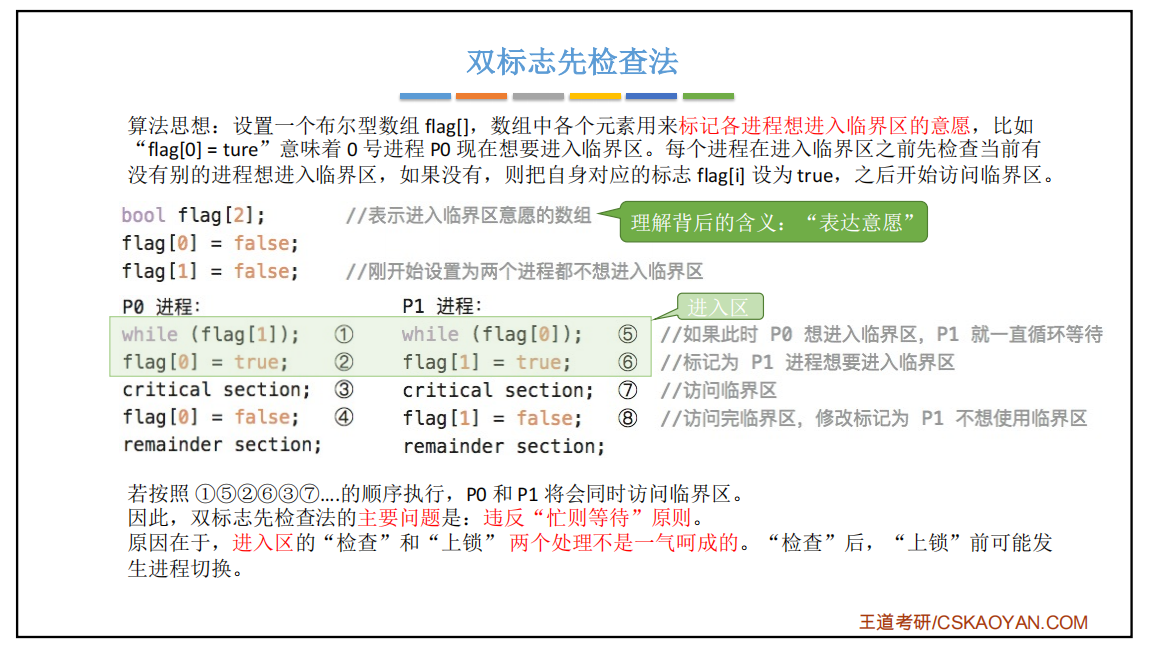 双标志先检查法
算法思想：设置一个布尔型数组 flag[]，数组中各个元素用来标记各进程想进入临界区的意愿，比如
“flag[0] = ture”意味着 0 号进程 P0 现在想要进入临界区。每个进程在进入临界区之前先检查当前有
没有别的进程想进入临界区，如果没有，则把自身对应的标志 flag[i] 设为 true，之后开始访问临界区。
bool flag[2]; //表示进入临界区意愿的数组
理解背后的含义：“表达意愿”
flag[0] = false;
flag[1] = false; //刚开始设置为两个进程都不想进入临界区
P0 进程: P1 进程: 进入区
while (flag[1]); ① while (flag[0]); ⑤ //如果此时 P0 想进入临界区，P1 就一直循环等待
flag[0] = true; ② flag[1] = true; ⑥ //标记为 P1 进程想要进入临界区
critical section; ③ critical section; ⑦ //访问临界区
flag[0] = false; ④ flag[1] = false; ⑧ //访问完临界区，修改标记为 P1 不想使用临界区
remainder section; remainder section;
若按照 ①⑤②⑥③⑦….的顺序执行，P0 和 P1 将会同时访问临界区。
因此，双标志先检查法的主要问题是：违反“忙则等待”原则。
原因在于，进入区的“检查”和“上锁” 两个处理不是一气呵成的。“检查”后，“上锁”前可能发
生进程切换。
王道考研/CSKAOYAN.COM